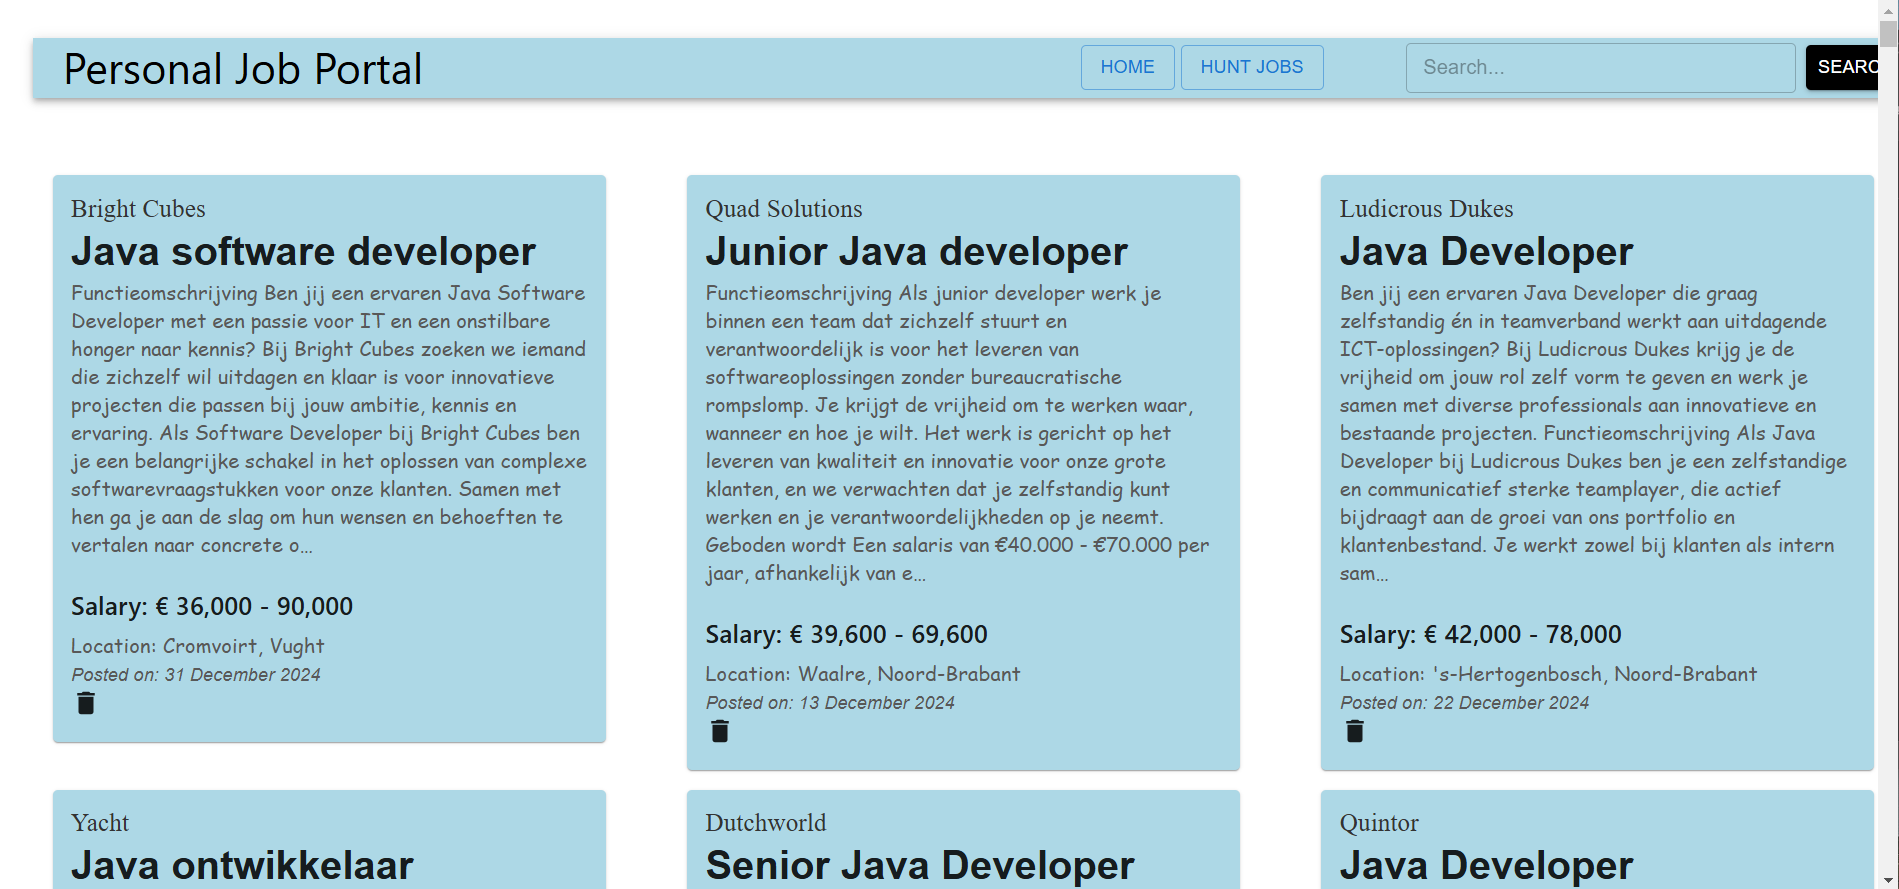 Personal Job Portal
HOME
HUNT JOBS
Search...
SEARC
Bright Cubes
Java software developer
Functieomschrijving Ben jij een ervaren Java Software
Developer met een passie voor IT en een onstilbare
honger naar kennis? Bij Bright Cubes zoeken we iemand
die zichzelf wil uitdagen en klaar is voor innovatieve
projecten die passen bij jouw ambitie, kennis en
ervaring. Als Software Developer bij Bright Cubes ben
je een belangrijke schakel in het oplossen van complexe
softwarevraagstukken voor onze klanten. Samen met
hen ga je aan de slag om hun wensen en behoeften te
vertalen naar concrete o...
Salary: € 36,000 - 90,000
Location: Cromvoirt, Vught
Posted on: 31 December 2024
Quad Solutions
Junior Java developer
Functieomschrijving Als junior developer werk je
binnen een team dat zichzelf stuurt en
verantwoordelijk is voor het leveren van
softwareoplossingen zonder bureaucratische
rompslomp. Je krijgt de vrijheid om te werken waar,
wanneer en hoe je wilt. Het werk is gericht op het
leveren van kwaliteit en innovatie voor onze grote
klanten, en we verwachten dat je zelfstandig kunt
werken en je verantwoordelijkheden op je neemt.
Geboden wordt Een salaris van €40.000 - €70.000 per
jaar, afhankelijk van e...
Salary: € 39,600 - 69,600
Location: Waalre, Noord-Brabant
Posted on: 13 December 2024
Ludicrous Dukes
Java Developer
Ben jij een ervaren Java Developer die graag
zelfstandig én in teamverband werkt aan uitdagende
ICT-oplossingen? Bij Ludicrous Dukes krijg je de
vrijheid om jouw rol zelf vorm te geven en werk je
samen met diverse professionals aan innovatieve en
bestaande projecten. Functieomschrijving Als Java
Developer bij Ludicrous Dukes ben je een zelfstandige
en communicatief sterke teamplayer, die actief
bijdraagt aan de groei van ons portfolio en
klantenbestand. Je werkt zowel bij klanten als intern
sam...
Salary: € 42,000 - 78,000
Location: 's-Hertogenbosch, Noord-Brabant
Posted on: 22 December 2024
Yacht
Java ontwikkelaar
Dutchworld
Senior Java Developer
Quintor
Java Developer